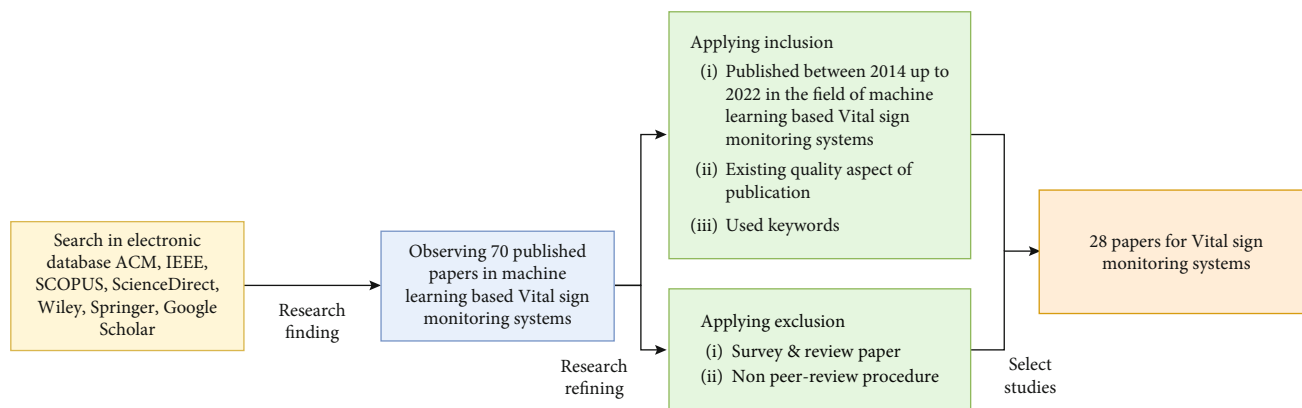 Search in electronic
database ACM, IEEE,
SCOPUS, ScienceDirect,
Wiley, Springer, Google
Scholar
Research
finding
Observing 70 published
papers in machine
learning based Vital sign
monitoring systems
Research
refining
Applying inclusion
(i) Published between 2014 up to
2022 in the field of machine
learning based Vital sign
monitoring systems
(ii) Existing quality aspect of
publication
(iii) Used keywords
Applying exclusion
(i) Survey & review paper
(ii) Non peer-review procedure
Select
studies
28 papers for Vital sign
monitoring systems